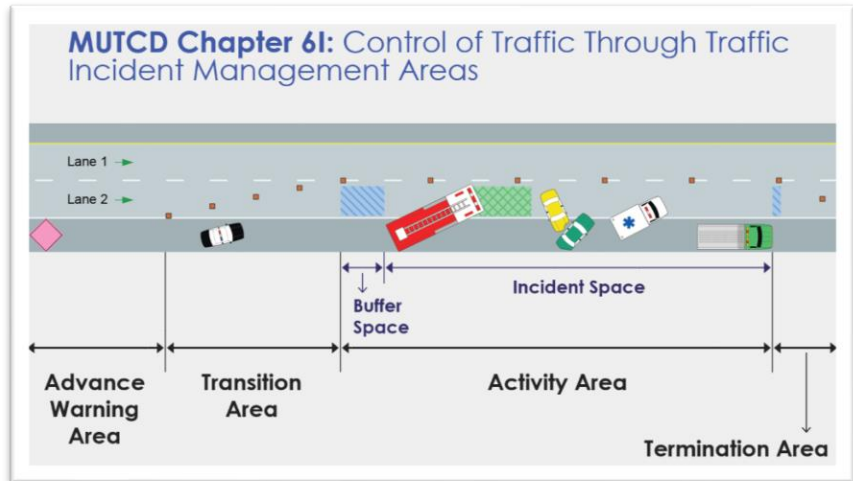 MUTCD Chapter 6I: Control of Traffic Through Traffic
Incident Management Areas
Lane 1
Lane 2
Buffer
Space
Incident Space
Advance
Warning
Area
Transition
Area
Activity Area
Termination Area